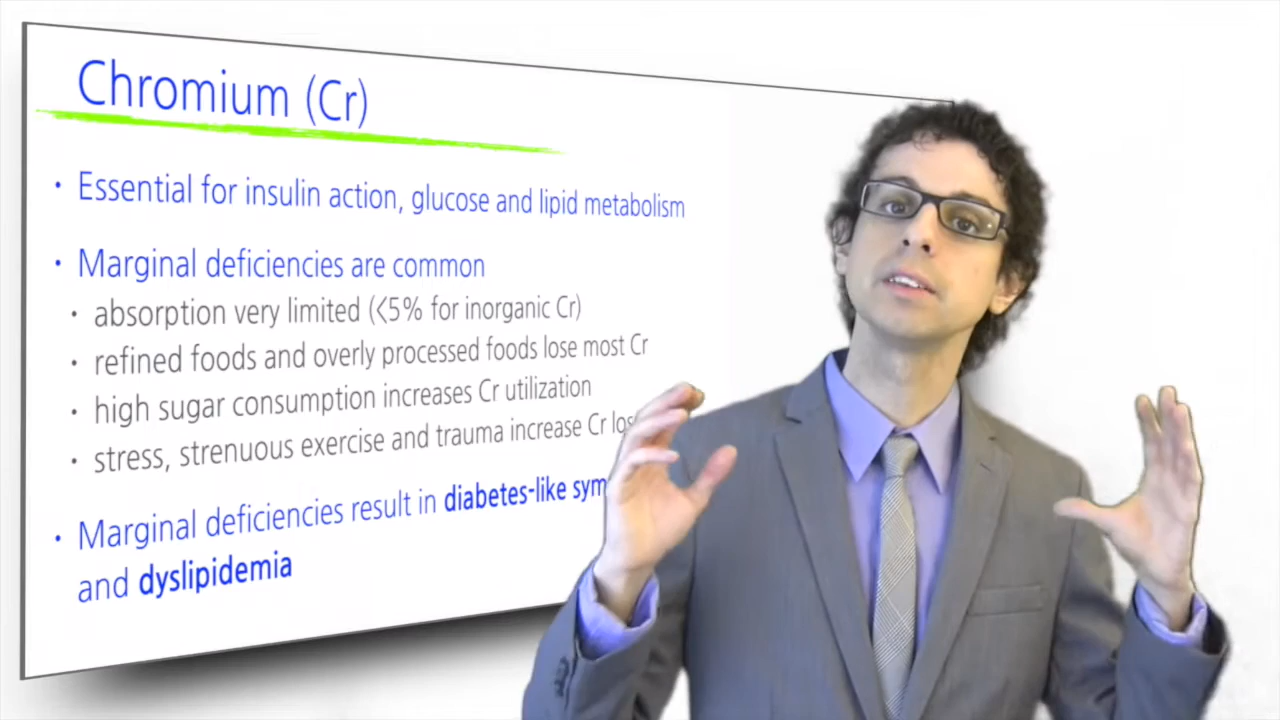 Chromium (Cr)
• Essential for insulin action, glucose and lipid metabolism
• Marginal deficiencies are common
• absorption very limited (<5% for inorganic Cr)
• refined foods and overly processed foods lose most Cr
• high sugar consumption increases Cr utilization
• stress, strenuous exercise and trauma increase Cr
• Marginal deficiencies result in diabetes-like
and dyslipidemia